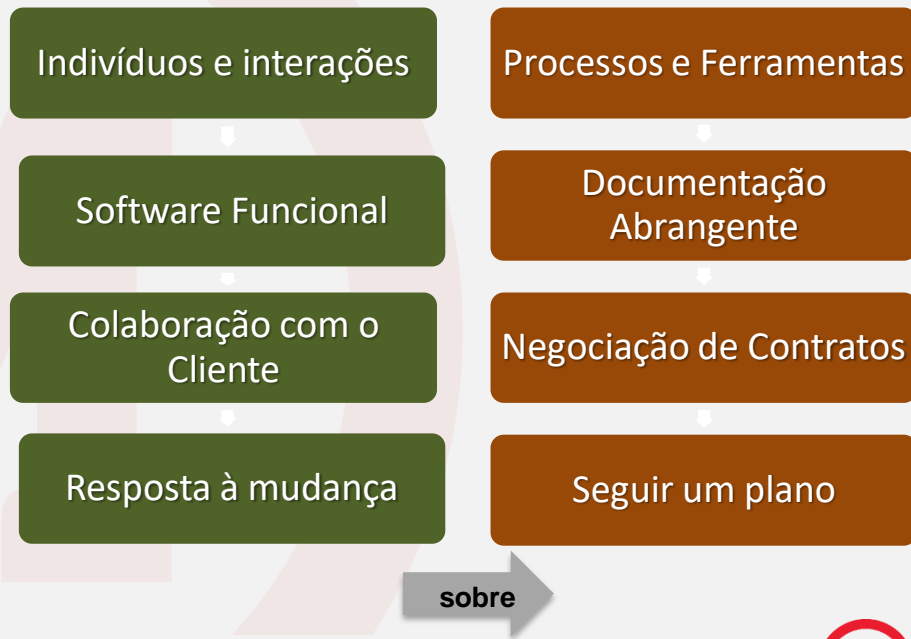 Indivíduos e interações
Processos e Ferramentas
Software Funcional
Documentação
Abrangente
Colaboração com o
Cliente
Negociação de Contratos
Resposta à mudança
Seguir um plano
sobre